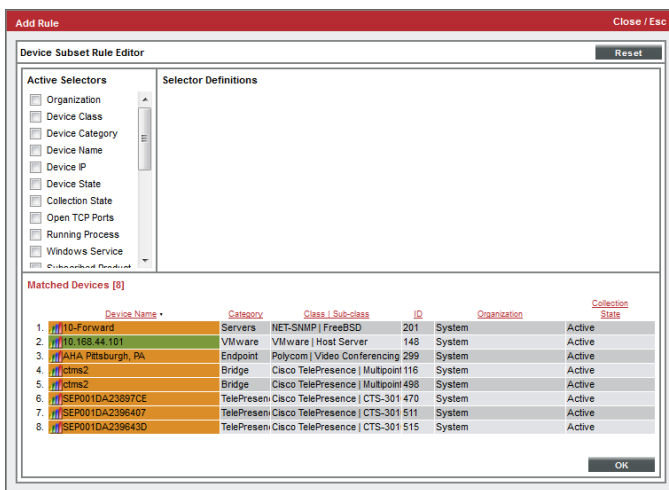 Add Rule
Close / Esc
Device Subset Rule Editor
Reset
Active Selectors
Selector Definitions
Organization
Device Class
Device Category
Device Name
Device IP
Device State
Collection State
Open TCP Ports
Running Process
Windows Service
Subscribed Product
Matched Devices [8]
Device Name Category Class | Sub-class ID Organization Collection State
1. 10-Forward Servers NET-SNMP | FreeBSD 201 System Active
2. 10.168.44.101 VMware VMware | Host Server 148 System Active
3. AHA Pittsburgh, PA Endpoint Polycom | Video Conferencing 299 System Active
4. ctms2 Bridge Cisco TelePresence | Multipoint 116 System Active
5. ctms2 Bridge Cisco TelePresence | Multipoint 498 System Active
6. SEP001DA23897CE TelePresen Cisco TelePresence | CTS-301 470 System Active
7. SEP001DA2396407 TelePresen Cisco TelePresence | CTS-301 511 System Active
8. SEP001DA239643D TelePresen Cisco TelePresence | CTS-301 515 System Active
OK